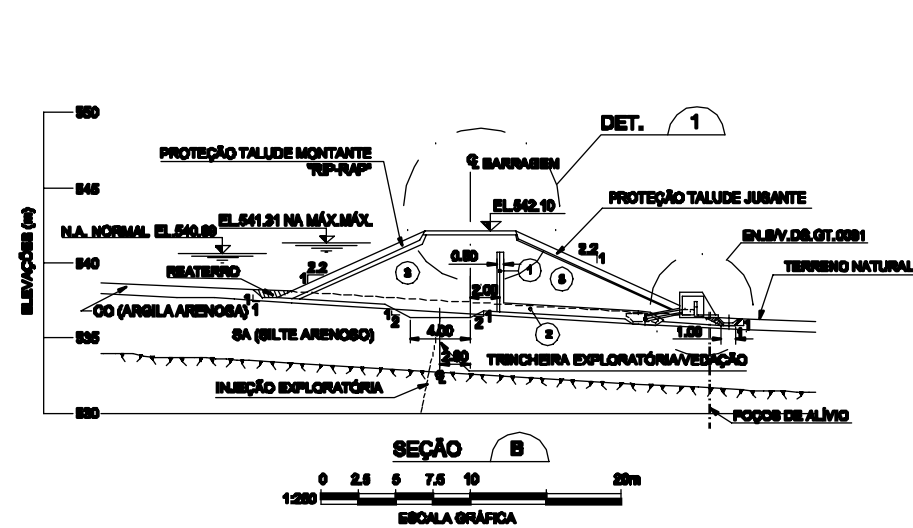 550
DET. 1
PROTEÇÃO TALUDE MONTANTE
"RIP-RAP"
℄ BARRAGEM
545
PROTEÇÃO TALUDE JUSANTE
EL.542.10
EL.541.31 NA MÁX.MÁX.
N.A. NORMAL EL.540.89
2.2
1
EN.B/V.DS.GT.0081
ELEVAÇÕES (m)
540
0.50
3
1
5
2.2
1
TERRENO NATURAL
REATERRO
2.00
1
1
CO (ARGILA ARENOSA)
1
2
2
1
SA (SILTE ARENOSO)
4.00
2
1.00
1
1
535
2.80
TRINCHEIRA EXPLORATÓRIA/VEDAÇÃO
℄
INJEÇÃO EXPLORATÓRIA
530
POÇOS DE ALÍVIO
SEÇÃO B
0 2.5 5 7.5 10 20m
1:250
ESCALA GRÁFICA